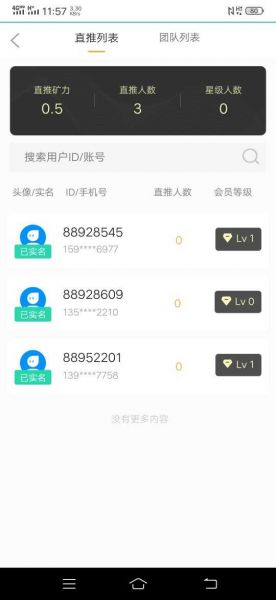 11:57
3.30
KB/s
50
直推列表
团队列表
直推矿力
直推人数
星级人数
0.5
3
0
搜索用户ID/账号
头像/实名
ID/手机号
直推人数
会员等级
88928545
159****6977
已实名
0
Lv 1
88928609
135****2210
已实名
0
Lv 0
88952201
139****7758
已实名
0
Lv 1
没有更多内容